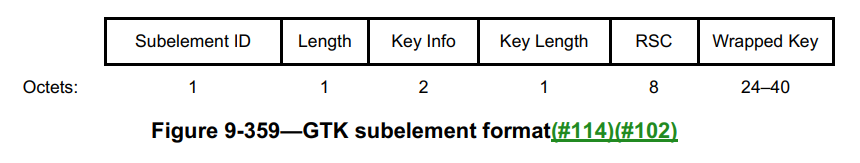 Subelement ID Length Key Info Key Length RSC Wrapped Key
Octets: 1 1 2 1 8 24–40
Figure 9-359—GTK subelement format(#114)(#102)